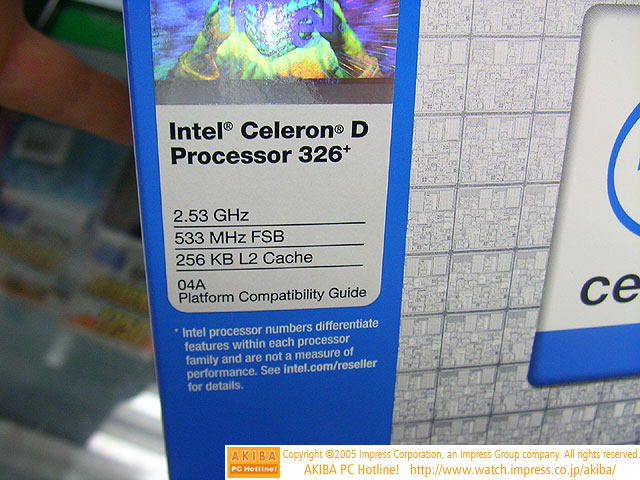 Intel® Celeron® D
Processor 326+
2.53 GHz
533 MHz FSB
256 KB L2 Cache
04A
Platform Compatibility Guide
* Intel processor numbers differentiate
features within each processor
family and are not a measure of
performance. See intel.com/reseller
for details.
ce
AKIBA
PC Hotline!
Copyright ©2005 Impress Corporation, an Impress Group company. All rights reserved.
AKIBA PC Hotline! http://www.watch.impress.co.jp/akiba/